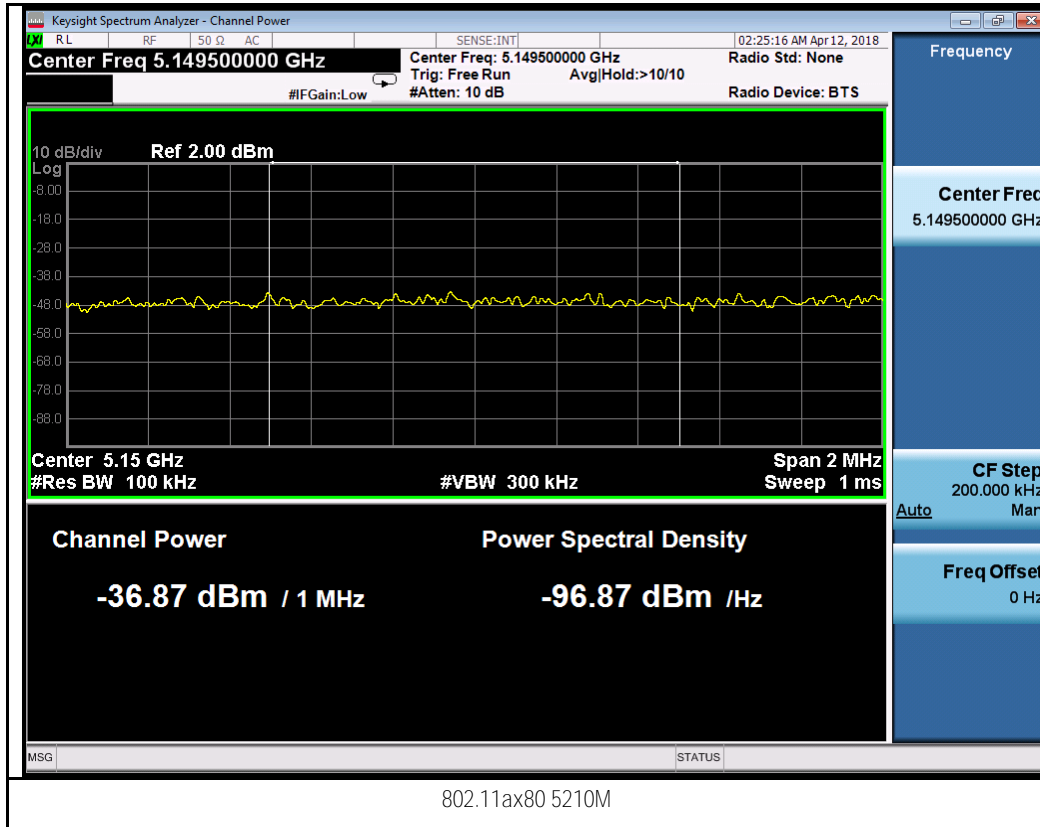 Keysight Spectrum Analyzer - Channel Power
LXI RL RF 50 Ω AC SENSE:INT 02:25:16 AM Apr 12, 2018
Center Freq 5.149500000 GHz
Center Freq: 5.149500000 GHz Radio Std: None
Trig: Free Run Avg|Hold:>10/10
#IFGain:Low #Atten: 10 dB Radio Device: BTS
10 dB/div Ref 2.00 dBm
Log
-8.00
-18.0
-28.0
-38.0
-48.0
-58.0
-68.0
-78.0
-88.0
Center 5.15 GHz Span 2 MHz
#Res BW 100 kHz #VBW 300 kHz Sweep 1 ms
Channel Power Power Spectral Density
-36.87 dBm / 1 MHz -96.87 dBm /Hz
MSG STATUS
Frequency
Center Freq
5.149500000 GHz
CF Step
200.000 kHz
Auto Man
Freq Offset
0 Hz
802.11ax80 5210M